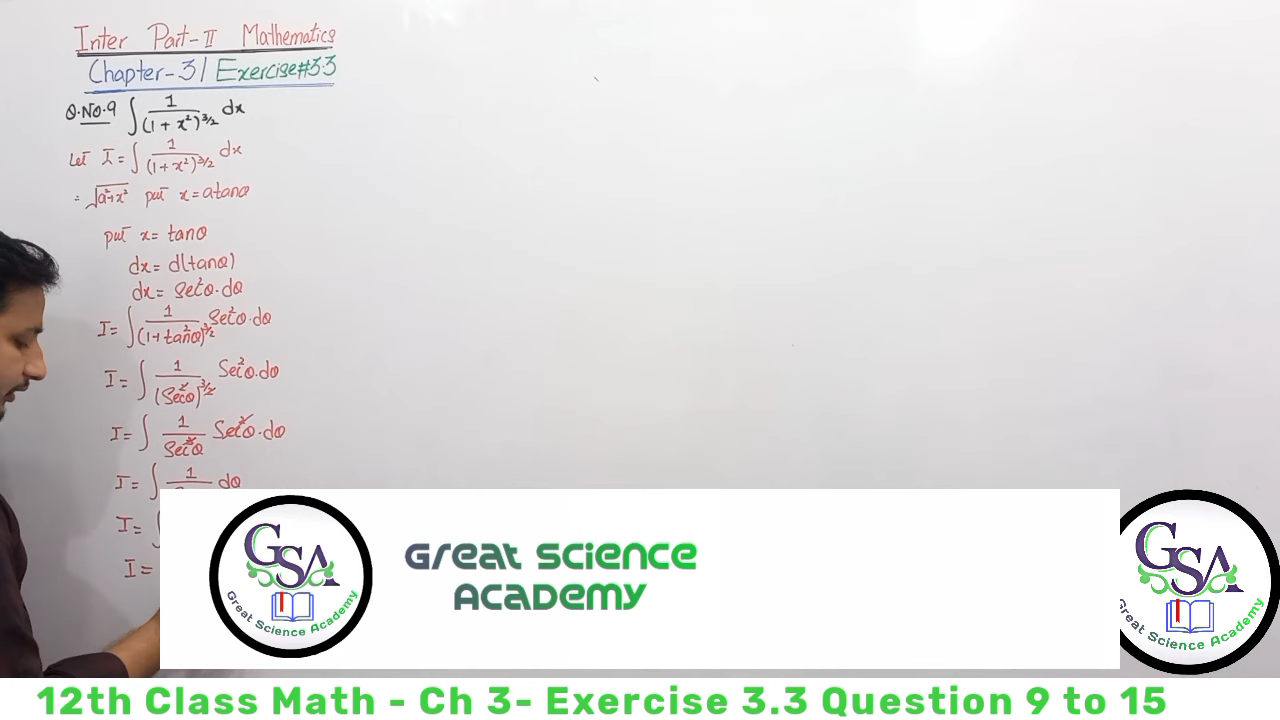 Inter Part-II Mathematics
Chapter-3/ Exercise#3.3
Q.NO.9 ∫ 1/(1 + x²)^3/2 dx
Let I = ∫ 1/(1 + x²)^3/2 dx
∵ √a²+x² put x = a tanθ
put x = tanθ
dx = d(tanθ)
dx = Sec²θ.dθ
I = ∫ 1/(1+tan²θ)^3/2 Sec²θ.dθ
I = ∫ 1/(Sec²θ)^3/2 Sec²θ.dθ
I = ∫ 1/Sec³θ Sec²θ.dθ
I = ∫ 1/ dθ
I = ∫
I =
GSA
Great Science Academy
Great Science
Academy
GSA
Great Science Academy
12th Class Math - Ch 3- Exercise 3.3 Question 9 to 15